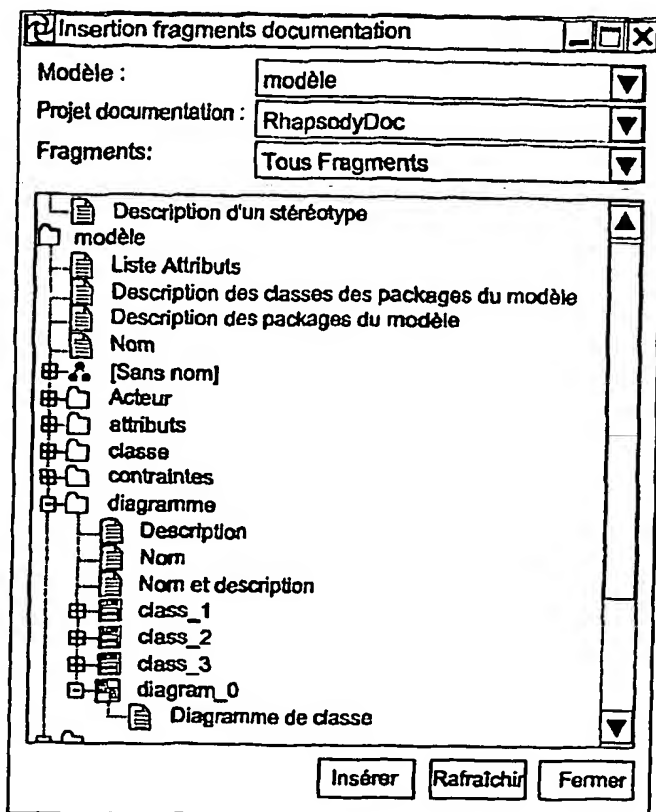 Insertion fragments documentation
Modèle : modèle
Projet documentation : RhapsodyDoc
Fragments: Tous Fragments
Description d'un stéréotype
modèle
Liste Attributs
Description des classes des packages du modèle
Description des packages du modèle
Nom
[Sans nom]
Acteur
attributs
classe
contraintes
diagramme
Description
Nom
Nom et description
class_1
class_2
class_3
diagram_0
Diagramme de classe
Insérer Rafraîchir Fermer